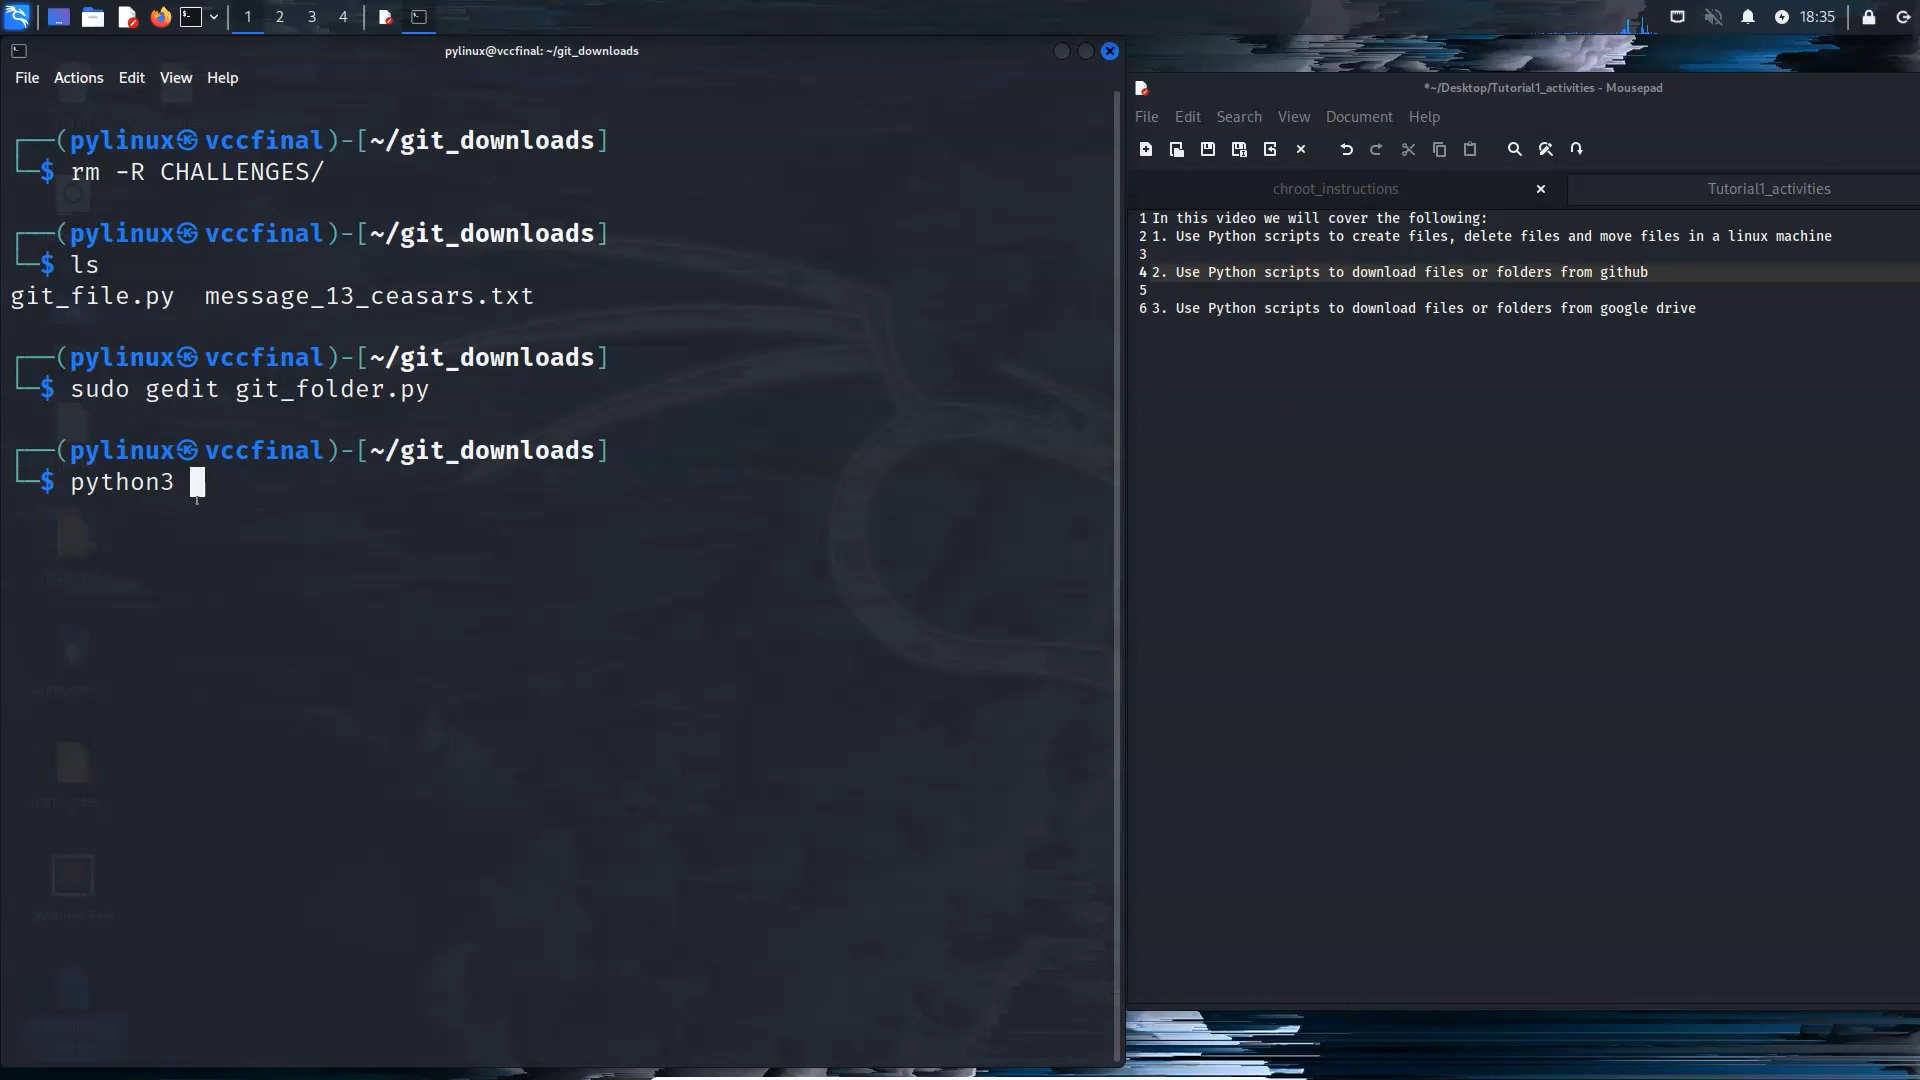 1 2 3 4 18:35
pylinux@vccfinal: ~/git_downloads
File Actions Edit View Help
(pylinux㉿vccfinal)-[~/git_downloads]
$ rm -R CHALLENGES/
(pylinux㉿vccfinal)-[~/git_downloads]
$ ls
git_file.py message_13_ceasars.txt
(pylinux㉿vccfinal)-[~/git_downloads]
$ sudo gedit git_folder.py
(pylinux㉿vccfinal)-[~/git_downloads]
$ python3
*~/Desktop/Tutorial1_activities - Mousepad
File Edit Search View Document Help
chroot_instructions Tutorial1_activities
1 In this video we will cover the following:
2 1. Use Python scripts to create files, delete files and move files in a linux machine
3
4 2. Use Python scripts to download files or folders from github
5
6 3. Use Python scripts to download files or folders from google drive